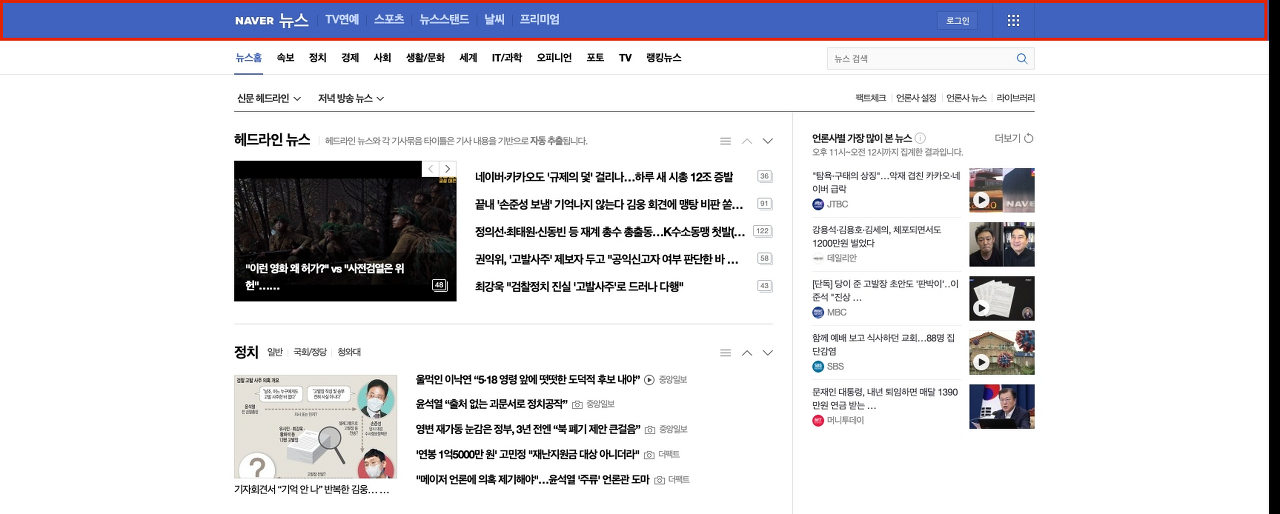 NAVER 뉴스 TV연예 스포츠 뉴스스탠드 날씨 프리미엄 로그인
뉴스홈 속보 정치 경제 사회 생활/문화 세계 IT/과학 오피니언 포토 TV 랭킹뉴스 뉴스 검색
신문 헤드라인 저녁 방송 뉴스 팩트체크 언론사 설정 언론사 뉴스 라이브러리
헤드라인 뉴스 헤드라인 뉴스와 각 기사묶음 타이틀은 기사 내용을 기반으로 자동 추출됩니다.
"이런 영화 왜 허가?" vs "사전검열은 위
헌"…… 48
네이버·카카오도 '규제의 덫' 걸리나…하루 새 시총 12조 증발 36
끝내 '손준성 보냄' 기억나지 않는다 김웅 회견에 맹탕 비판 쏟… 91
정의선·최태원·신동빈 등 재계 총수 총출동…K수소동맹 첫발(… 122
권익위, '고발사주' 제보자 두고 "공익신고자 여부 판단한 바 … 58
최강욱 "검찰정치 진실 '고발사주'로 드러나 다행" 43
정치 일반 국회/정당 청와대
검찰 고발 사주 의혹 개요
윤석열
손준성
기자회견서 “기억 안 나” 반복한 김웅… …
울먹인 이낙연 “5·18 영령 앞에 떳떳한 도덕적 후보 내야” 중앙일보
윤석열 “출처 없는 괴문서로 정치공작” 중앙일보
영변 재가동 눈감은 정부, 3년 전엔 “북 폐기 제안 큰걸음” 중앙일보
'연봉 1억5000만 원' 고민정 "재난지원금 대상 아니더라" 더팩트
"메이저 언론에 의혹 제기해야"…윤석열 '주류' 언론관 도마 더팩트
언론사별 가장 많이 본 뉴스 더보기
오후 11시~오전 12시까지 집계한 결과입니다.
"탐욕·구태의 상징"…악재 겹친 카카오·네
이버 급락
JTBC
강용석·김용호·김세의, 체포되면서도
1200만원 벌었다
데일리안
[단독] 당이 준 고발장 초안도 '판박이'‥이
준석 "진상 …
MBC
함께 예배 보고 식사하던 교회…88명 집
단감염
SBS
문재인 대통령, 내년 퇴임하면 매달 1390
만원 연금 받는 …
머니투데이